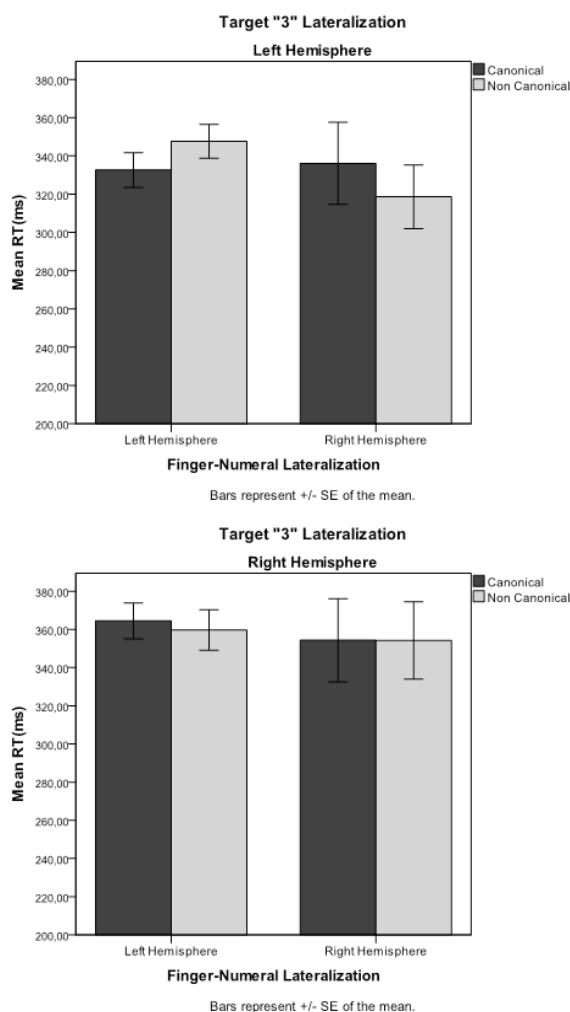 Target "3" Lateralization
Left Hemisphere
Canonical
Non Canonical
380,00
360,00
340,00
320,00
300,00
280,00
260,00
240,00
220,00
200,00
Mean RT(ms)
Left Hemisphere Right Hemisphere
Finger-Numeral Lateralization
Bars represent +/- SE of the mean.
Target "3" Lateralization
Right Hemisphere
Canonical
Non Canonical
380,00
360,00
340,00
320,00
300,00
280,00
260,00
240,00
220,00
200,00
Mean RT(ms)
Left Hemisphere Right Hemisphere
Finger-Numeral Lateralization
Bars represent +/- SE of the mean.